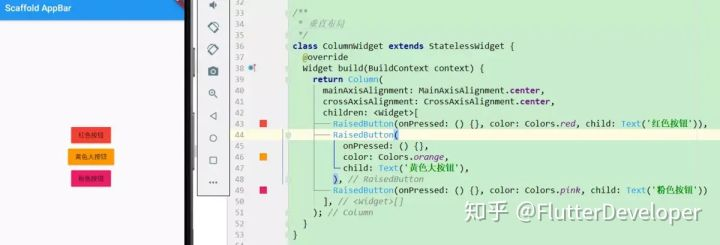 Scaffold AppBar
红色按钮
黄色大按钮
粉色按钮
32 /**
33 * 垂直布局
34 */
36 class ColumnWidget extends StatelessWidget {
37 @override
38 Widget build(BuildContext context) {
39 return Column(
40 mainAxisAlignment: MainAxisAlignment.center,
41 crossAxisAlignment: CrossAxisAlignment.center,
42 children: <Widget>[
43 RaisedButton(onPressed: () {}, color: Colors.red, child: Text('红色按钮')),
44 RaisedButton(
45 onPressed: () {},
46 color: Colors.orange,
47 child: Text('黄色大按钮'),
48 ), // RaisedButton
49 RaisedButton(onPressed: () {}, color: Colors.pink, child: Text('粉色按钮'))
50 ], // <Widget>[]
51 ); // Column
52 }
53 }
知乎 @FlutterDeveloper